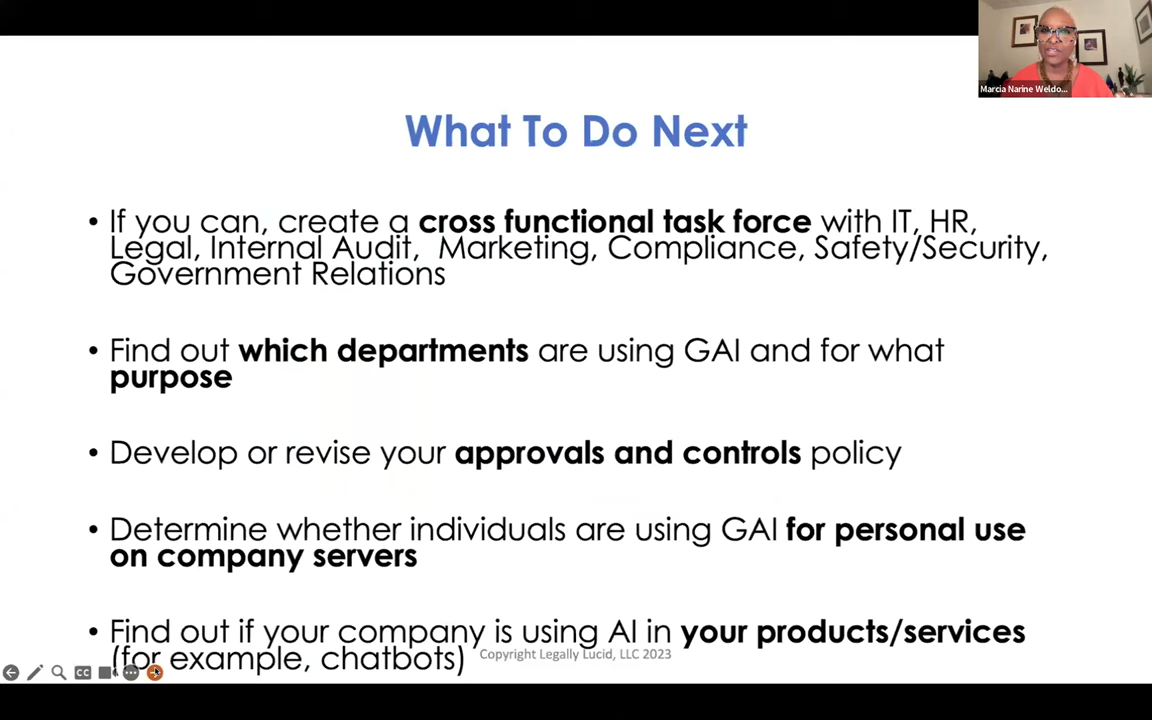 Marcia Narine Weldo...
What To Do Next
• If you can, create a cross functional task force with IT, HR,
Legal, Internal Audit, Marketing, Compliance, Safety/Security,
Government Relations
• Find out which departments are using GAI and for what
purpose
• Develop or revise your approvals and controls policy
• Determine whether individuals are using GAI for personal use
on company servers
• Find out if your company is using AI in your products/services
(for example, chatbots)
Copyright Legally Lucid, LLC 2023
CC